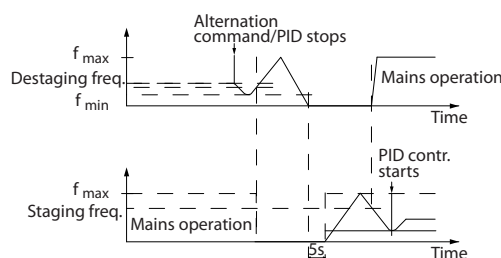 Alternation
command/PID stops
f max
Destaging freq.
f min
Mains operation
Time
PID contr.
starts
f max
Staging freq.
Mains operation
5s
Time